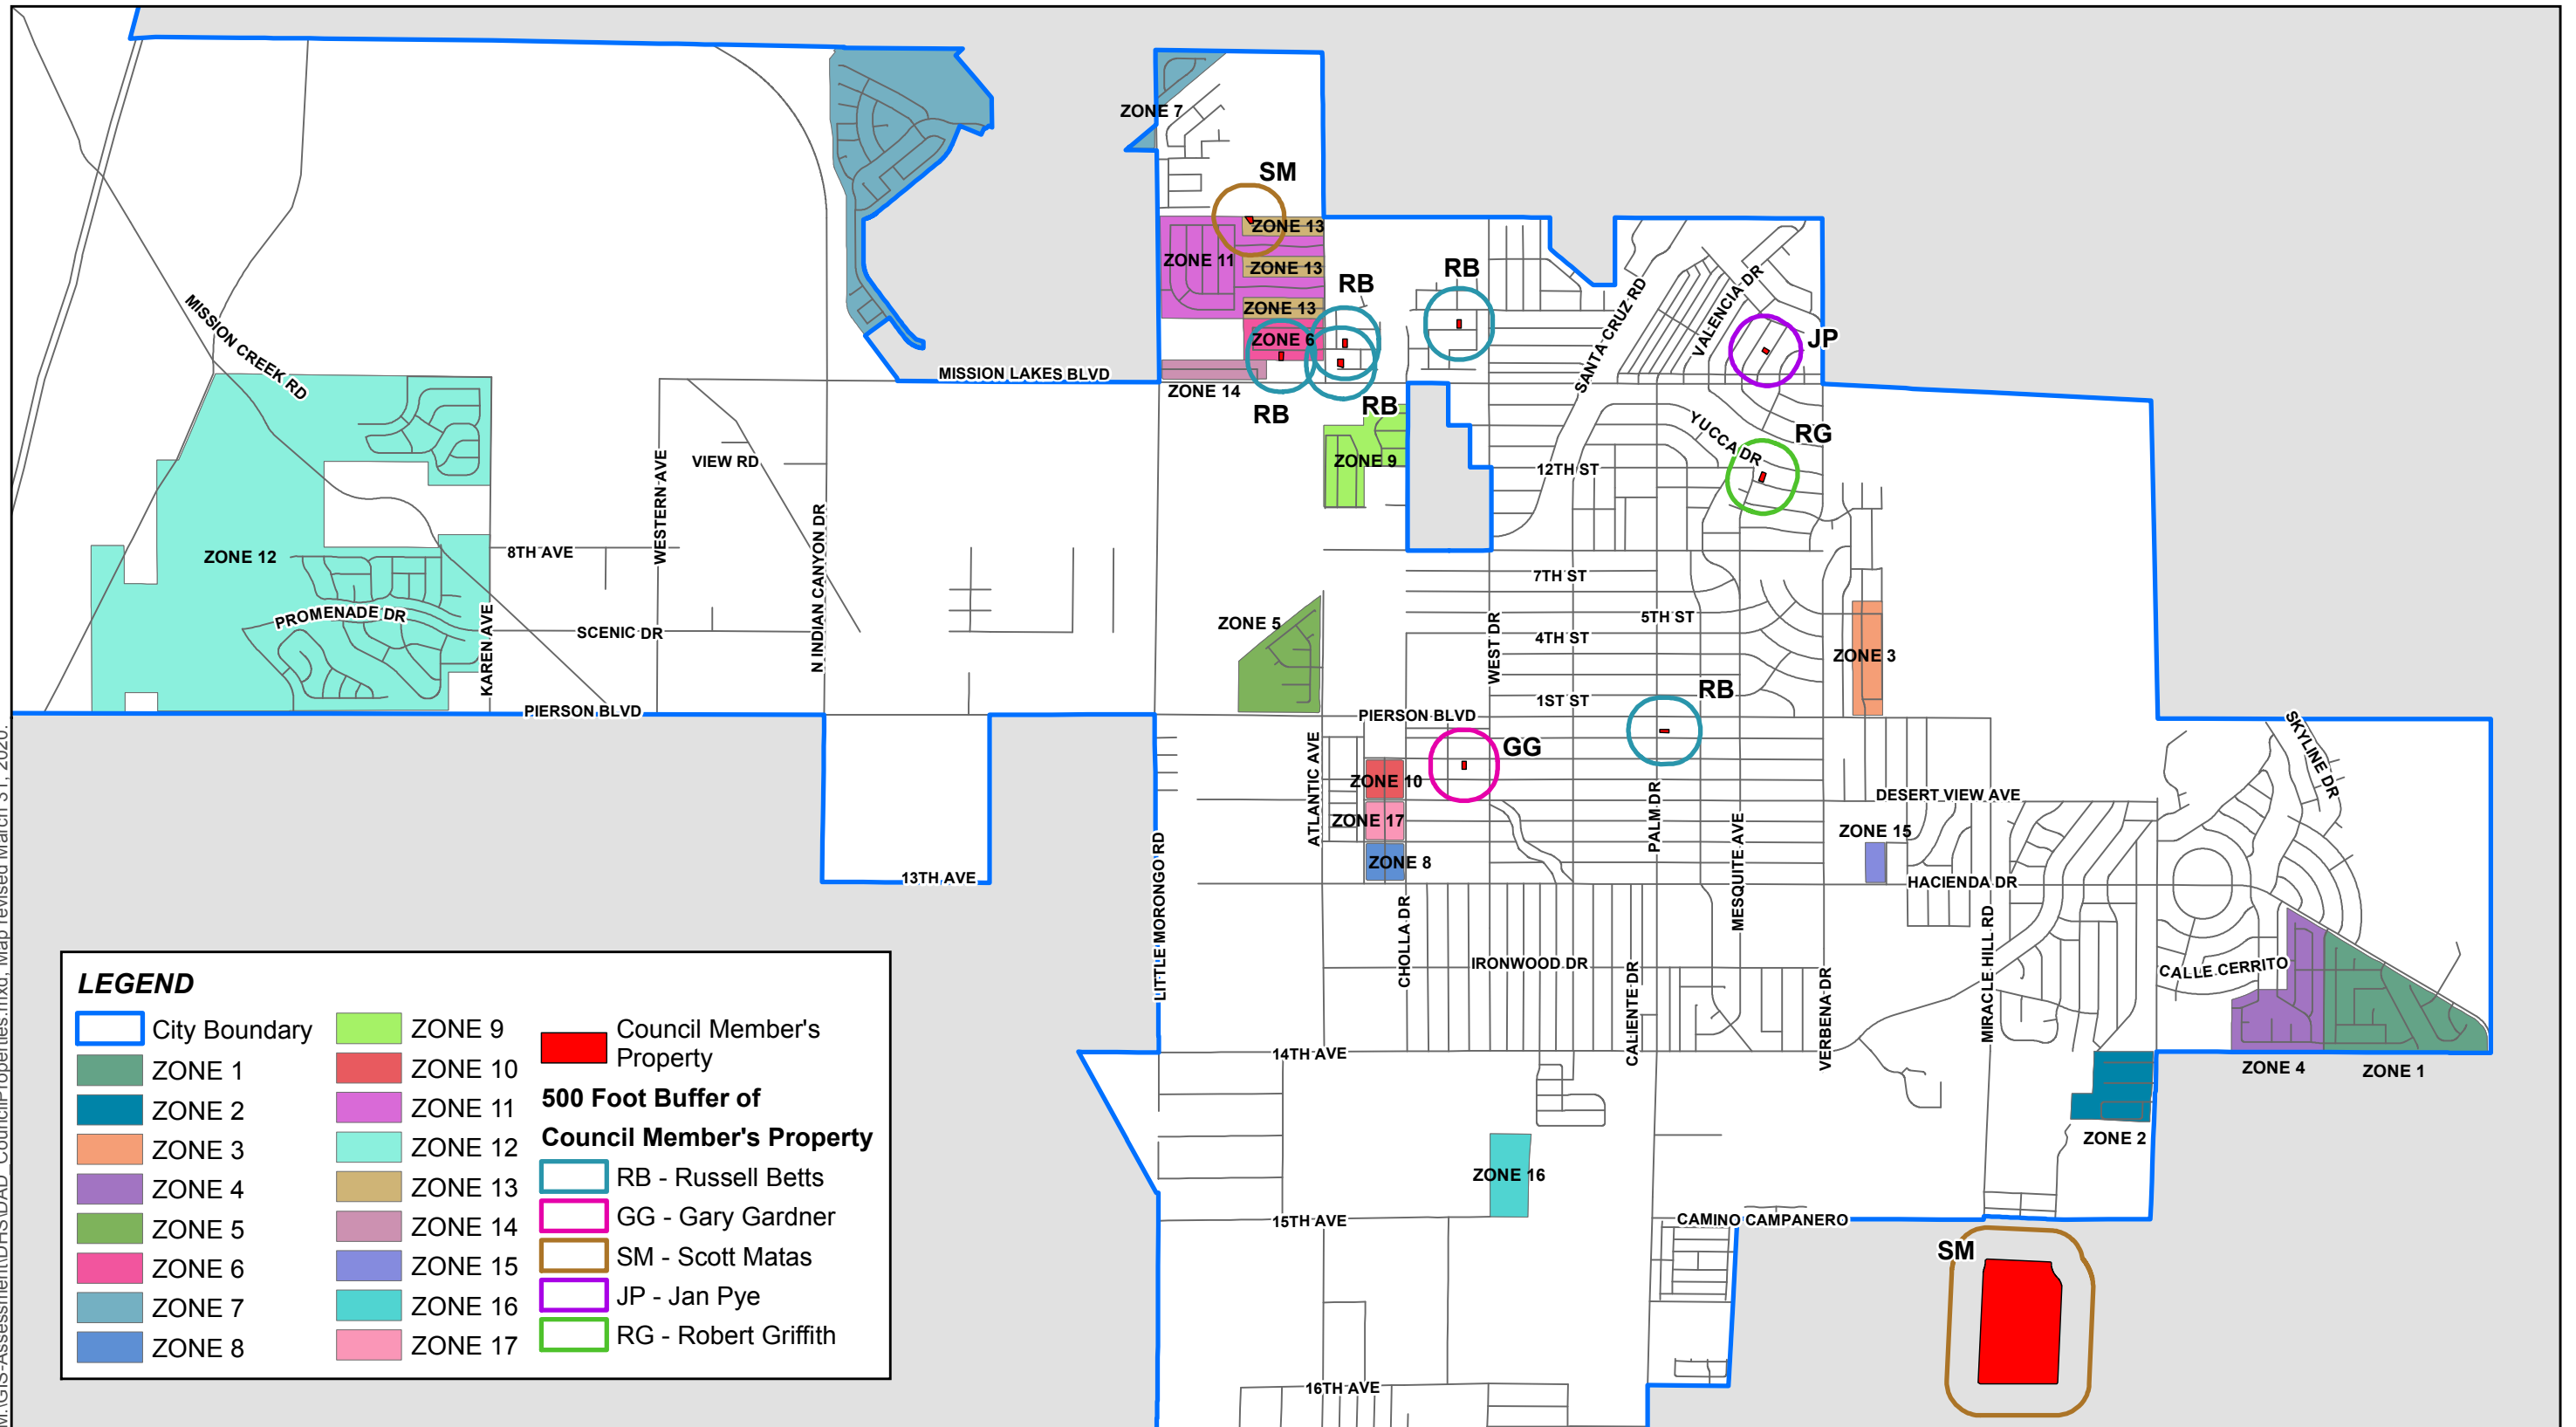 ZONE 7
SM
ZONE 13
ZONE 11
ZONE 13
RB
RB
ZONE 13
SANTA CRUZ RD
VALENCIA DR
MISSION CREEK RD
ZONE 6
JP
MISSION LAKES BLVD
ZONE 14
RB
RB
YUCCA DR
RG
VIEW RD
WESTERN AVE
ZONE 9
12TH ST
N INDIAN CANYON DR
ZONE 12
8TH AVE
7TH ST
PROMENADE DR
KAREN AVE
SCENIC DR
ZONE 5
WEST DR
5TH ST
4TH ST
ZONE 3
RB
1ST ST
PIERSON BLVD
PIERSON BLVD
SKYLINE DR
ATLANTIC AVE
GG
ZONE 10
PALM DR
DESERT VIEW AVE
ZONE 17
MESQUITE AVE
ZONE 15
ZONE 8
13TH AVE
HACIENDA DR
LITTLE MORONGO RD
CHOLLA DR
IRONWOOD DR
CALIENTE DR
VERBENA DR
MIRACLE HILL RD
CALLE CERRITO
14TH AVE
ZONE 4
ZONE 1
ZONE 2
ZONE 16
15TH AVE
CAMINO CAMPANERO
SM
16TH AVE
LEGEND
City Boundary
ZONE 1
ZONE 2
ZONE 3
ZONE 4
ZONE 5
ZONE 6
ZONE 7
ZONE 8
ZONE 9
ZONE 10
ZONE 11
ZONE 12
ZONE 13
ZONE 14
ZONE 15
ZONE 16
ZONE 17
Council Member's
Property
500 Foot Buffer of
Council Member's Property
RB - Russell Betts
GG - Gary Gardner
SM - Scott Matas
JP - Jan Pye
RG - Robert Griffith
M:\GIS-Assessment\DHS\DAD_CouncilProperties.mxd; Map revised March 31, 2020.